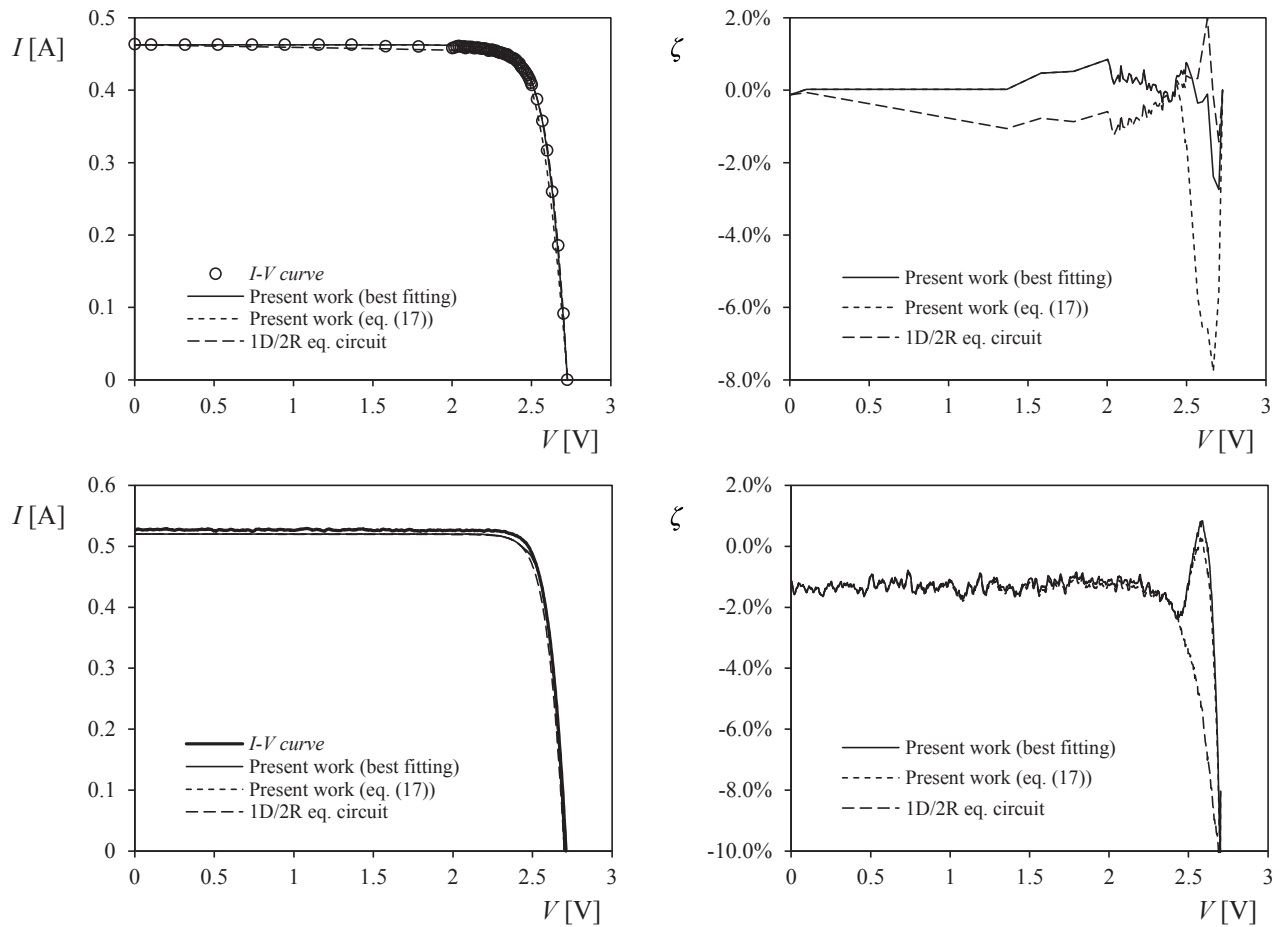 I [A]
0.5
0.4
0.3
0.2
0.1
0
I-V curve
Present work (best fitting)
Present work (eq. (17))
1D/2R eq. circuit
0 0.5 1 1.5 2 2.5 3
V [V]
ζ
2.0%
0.0%
-2.0%
-4.0%
-6.0%
-8.0%
Present work (best fitting)
Present work (eq. (17))
1D/2R eq. circuit
0 0.5 1 1.5 2 2.5 3
V [V]
I [A]
0.6
0.5
0.4
0.3
0.2
0.1
0
I-V curve
Present work (best fitting)
Present work (eq. (17))
1D/2R eq. circuit
0 0.5 1 1.5 2 2.5 3
V [V]
ζ
2.0%
0.0%
-2.0%
-4.0%
-6.0%
-8.0%
-10.0%
Present work (best fitting)
Present work (eq. (17))
1D/2R eq. circuit
0 0.5 1 1.5 2 2.5 3
V [V]